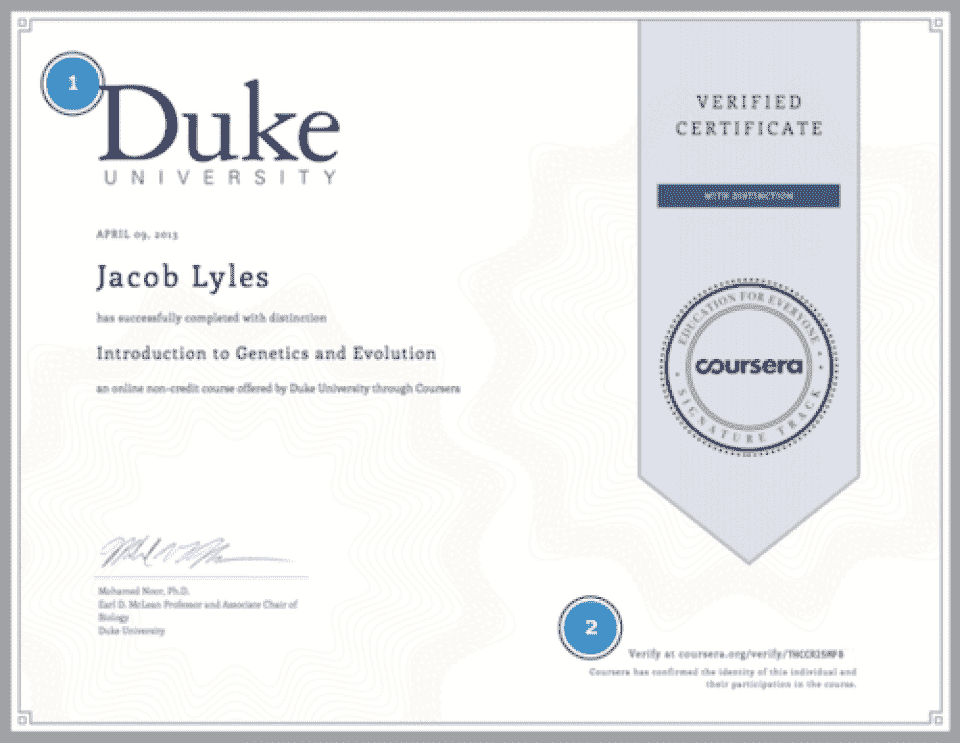 1
Duke
UNIVERSITY
APRIL 09, 2013
Jacob Lyles
has successfully completed with distinction
Introduction to Genetics and Evolution
an online non-credit course offered by Duke University through Coursera
Mohamed Noor, Ph.D.
Earl D. McLean Professor and Associate Chair of
Biology
Duke University
VERIFIED
CERTIFICATE
WITH DISTINCTION
EDUCATION FOR EVERYONE
coursera
SIGNATURE TRACK
2
Verify at coursera.org/verify/
Coursera has confirmed the identity of this individual and
their participation in the course.